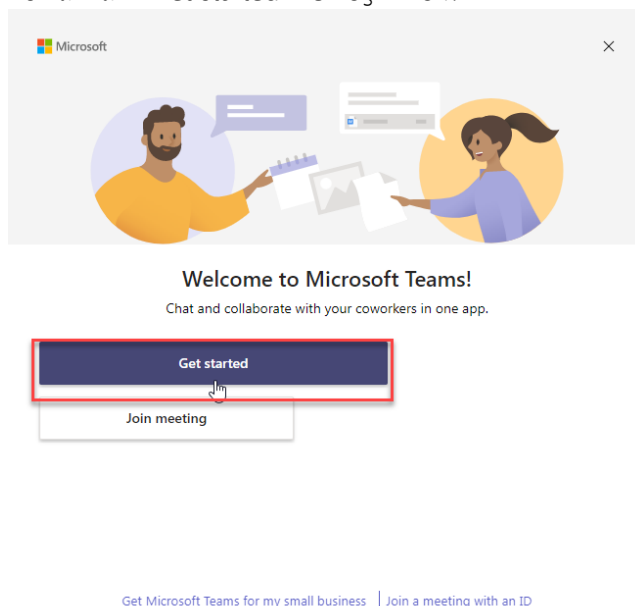 Microsoft
Welcome to Microsoft Teams!
Chat and collaborate with your coworkers in one app.
Get started
Join meeting
Get Microsoft Teams for my small business | Join a meeting with an ID